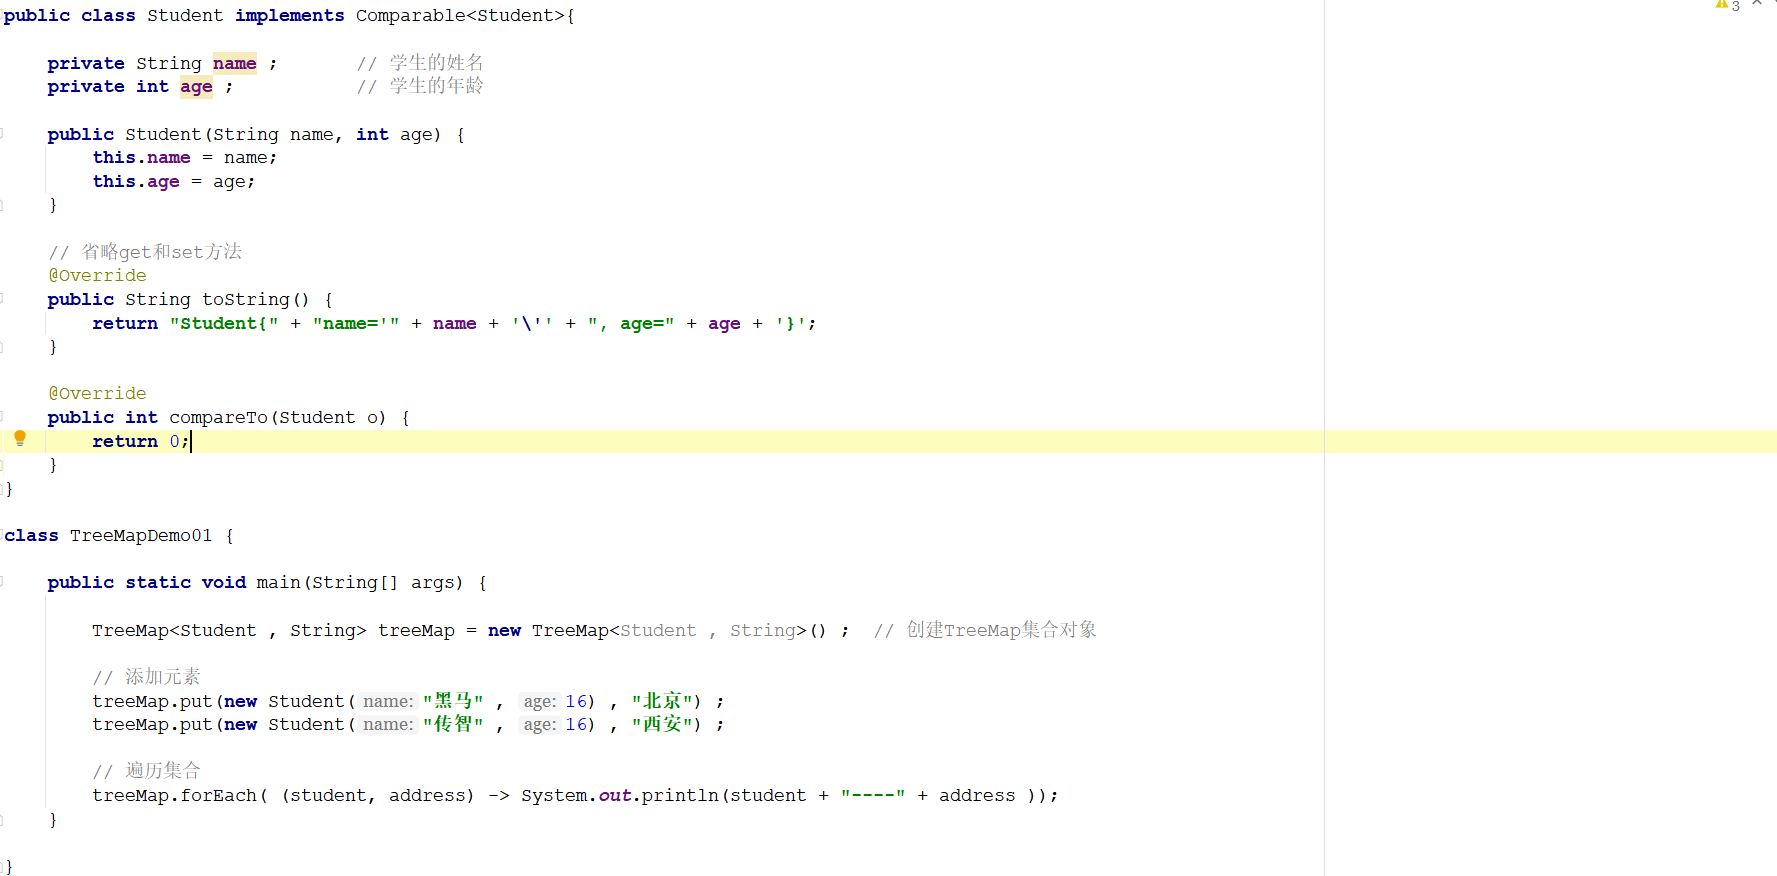 public class Student implements Comparable<Student>{
3
private String name ; // 学生的姓名
private int age ; // 学生的年龄
public Student(String name, int age) {
this.name = name;
this.age = age;
}
// 省略get和set方法
@Override
public String toString() {
return "Student{" + "name='" + name + '\'' + ", age=" + age + '}';
}
@Override
public int compareTo(Student o) {
return 0;
}
}
class TreeMapDemo01 {
public static void main(String[] args) {
TreeMap<Student , String> treeMap = new TreeMap<Student , String>() ; // 创建TreeMap集合对象
// 添加元素
treeMap.put(new Student( name: "黑马" , age: 16) , "北京") ;
treeMap.put(new Student( name: "传智" , age: 16) , "西安") ;
// 遍历集合
treeMap.forEach( (student, address) -> System.out.println(student + "----" + address ));
}
}